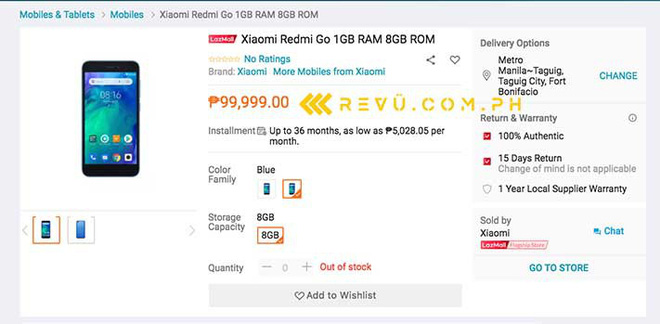 Mobiles & Tablets > Mobiles > Xiaomi Redmi Go 1GB RAM 8GB ROM
LazMall Xiaomi Redmi Go 1GB RAM 8GB ROM
No Ratings
Brand: Xiaomi More Mobiles from Xiaomi
₱99,999.00
REVÜ.COM.PH
Installment Up to 36 months, as low as ₱5,028.05 per
month.
Color
Family
Blue
Storage
Capacity
8GB
8GB
Quantity
0
Out of stock
Add to Wishlist
Delivery Options
Metro
Manila~Taguig,
Taguig City, Fort
Bonifacio
CHANGE
Return & Warranty
100% Authentic
15 Days Return
Change of mind is not applicable
1 Year Local Supplier Warranty
Sold by
Xiaomi
Chat
LazMall Flagship Store
GO TO STORE
08:16